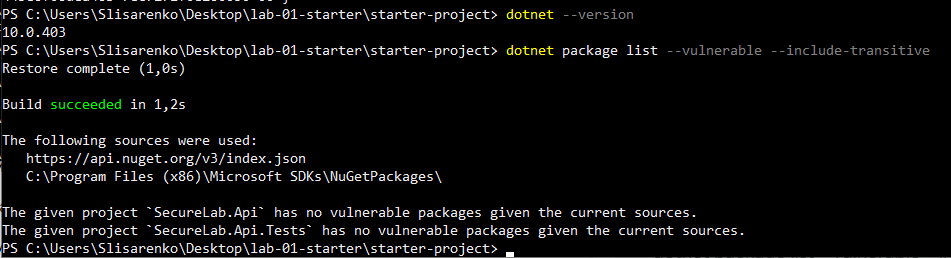 PS C:\Users\Slisarenko\Desktop\lab-01-starter\starter-project> dotnet --version
10.0.403
PS C:\Users\Slisarenko\Desktop\lab-01-starter\starter-project> dotnet package list --vulnerable --include-transitive
Restore complete (1,0s)
Build succeeded in 1,2s
The following sources were used:
https://api.nuget.org/v3/index.json
C:\Program Files (x86)\Microsoft SDKs\NuGetPackages\
The given project `SecureLab.Api` has no vulnerable packages given the current sources.
The given project `SecureLab.Api.Tests` has no vulnerable packages given the current sources.
PS C:\Users\Slisarenko\Desktop\lab-01-starter\starter-project>